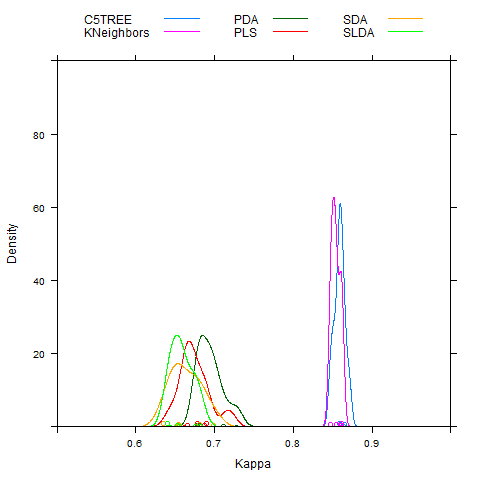 C5TREE PDA SDA
KNeighbors PLS SLDA
80
60
40
20
Density
0.6 0.7 0.8 0.9
Kappa